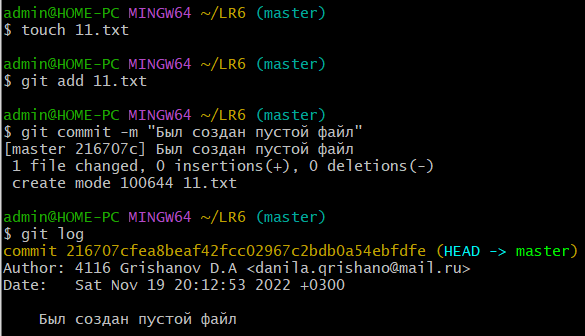 admin@HOME-PC MINGW64 ~/LR6 (master)
$ touch 11.txt
admin@HOME-PC MINGW64 ~/LR6 (master)
$ git add 11.txt
admin@HOME-PC MINGW64 ~/LR6 (master)
$ git commit -m "Был создан пустой файл"
[master 216707c] Был создан пустой файл
 1 file changed, 0 insertions(+), 0 deletions(-)
 create mode 100644 11.txt
admin@HOME-PC MINGW64 ~/LR6 (master)
$ git log
commit 216707cfea8beaf42fcc02967c2bdb0a54ebfdfe (HEAD -> master)
Author: 4116 Grishanov D.A <danila.qrishano@mail.ru>
Date:   Sat Nov 19 20:12:53 2022 +0300
    Был создан пустой файл